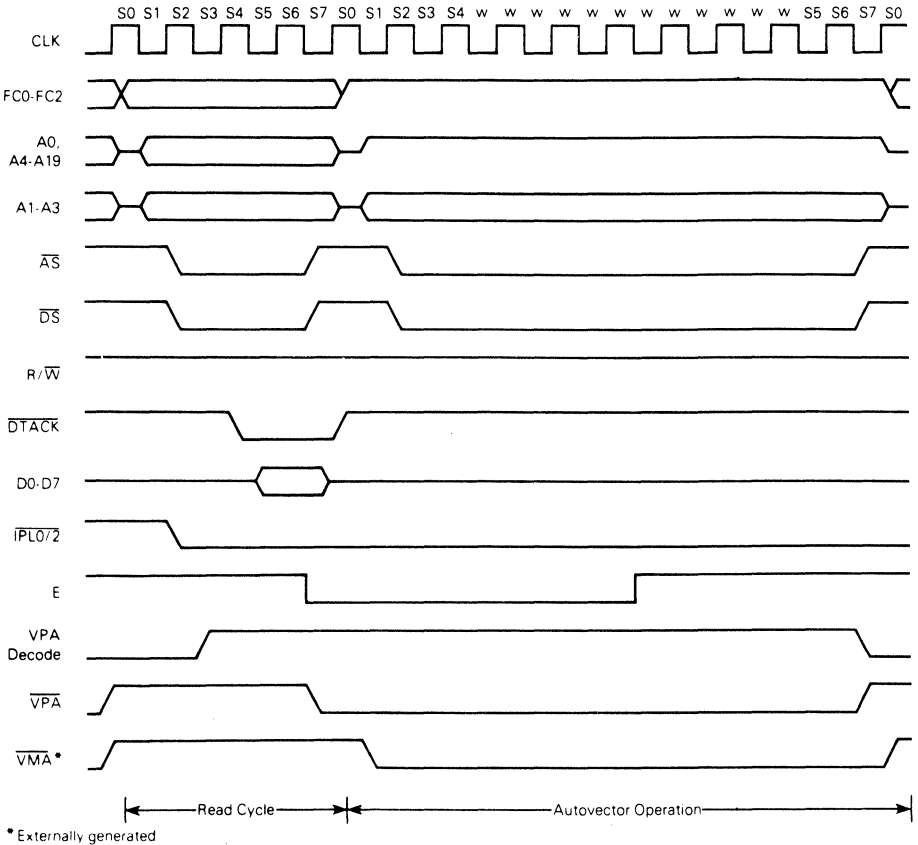 S0 S1 S2 S3 S4 S5 S6 S7 S0 S1 S2 S3 S4 w w w w w w w w w w w w S5 S6 S7 S0
CLK
FC0-FC2
A0,
A4-A19
A1-A3
AS
DS
R/W
DTACK
D0-D7
IPL0/2
E
VPA
Decode
VPA
VMA*
Read Cycle
Autovector Operation
*Externally generated